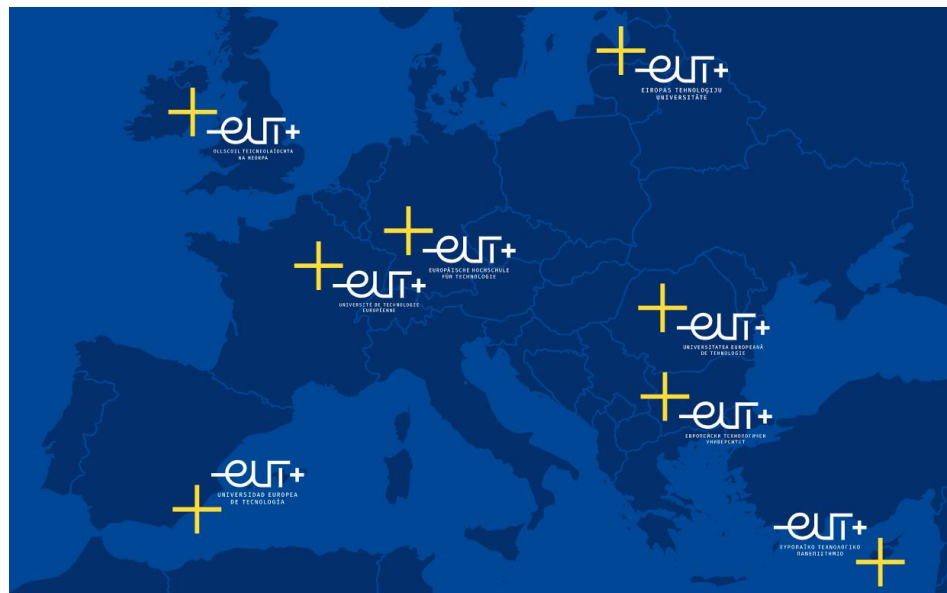 eut+
EIROPAS TEHNOLOĢIJU
UNIVERSITĀTE
eut+
OLLSCOIL TEICNEOLAÍOCHTA
NA HEORPA
eut+
EUROPÄISCHE HOCHSCHULE
FÜR TECHNOLOGIE
eut+
UNIVERSITÉ DE TECHNOLOGIE
EUROPÉENNE
eut+
UNIVERSITATEA EUROPEANĂ
DE TEHNOLOGIE
eut+
ЕВРОПЕЙСКИ ТЕХНОЛОГИЧЕН
УНИВЕРСИТЕТ
eut+
UNIVERSIDAD EUROPEA
DE TECNOLOGÍA
eut+
ΕΥΡΩΠΑΪΚΟ ΤΕΧΝΟΛΟΓΙΚΟ
ΠΑΝΕΠΙΣΤΗΜΙΟ